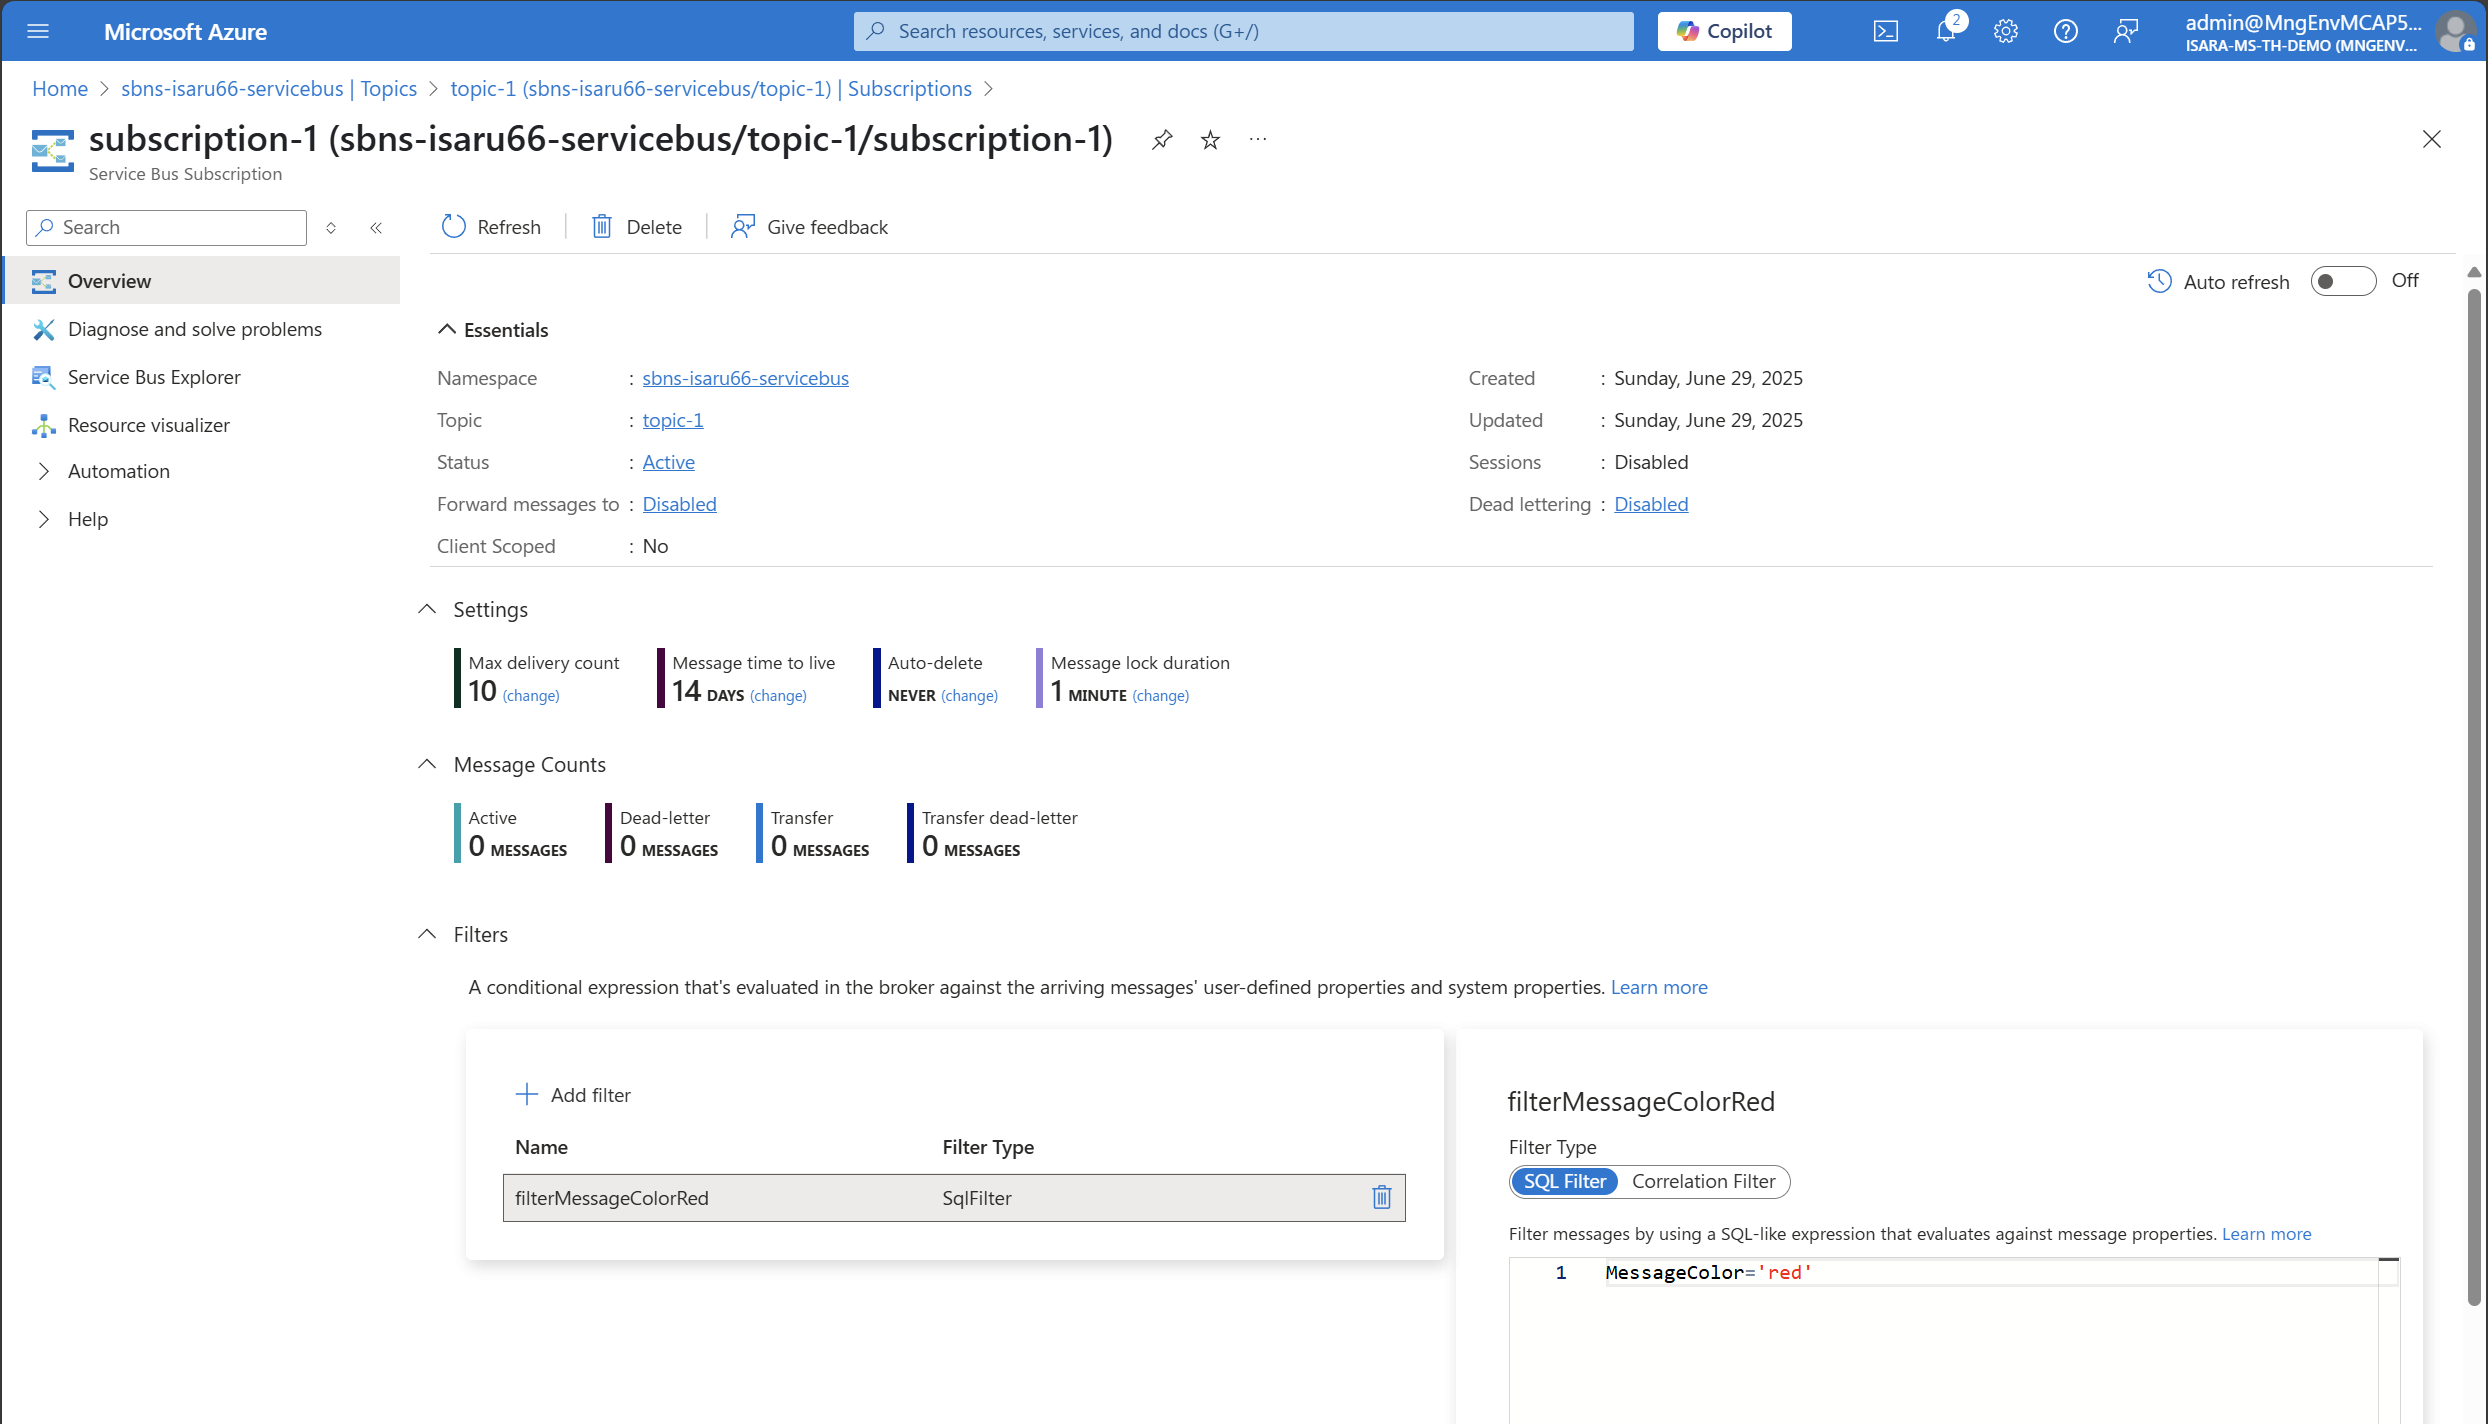 Microsoft Azure
Search resources, services, and docs (G+/)
Copilot
2
admin@MngEnvMCAP5...
ISARA-MS-TH-DEMO (MNGENV...
Home > sbns-isaru66-servicebus | Topics > topic-1 (sbns-isaru66-servicebus/topic-1) | Subscriptions >
subscription-1 (sbns-isaru66-servicebus/topic-1/subscription-1)
Service Bus Subscription
Search
Refresh
Delete
Give feedback
Overview
Diagnose and solve problems
Service Bus Explorer
Resource visualizer
Automation
Help
Auto refresh
Off
Essentials
Namespace : sbns-isaru66-servicebus
Topic : topic-1
Status : Active
Forward messages to : Disabled
Client Scoped : No
Created : Sunday, June 29, 2025
Updated : Sunday, June 29, 2025
Sessions : Disabled
Dead lettering : Disabled
Settings
Max delivery count
10 (change)
Message time to live
14 DAYS (change)
Auto-delete
NEVER (change)
Message lock duration
1 MINUTE (change)
Message Counts
Active
0 MESSAGES
Dead-letter
0 MESSAGES
Transfer
0 MESSAGES
Transfer dead-letter
0 MESSAGES
Filters
A conditional expression that's evaluated in the broker against the arriving messages' user-defined properties and system properties. Learn more
Add filter
Name Filter Type
filterMessageColorRed SqlFilter
filterMessageColorRed
Filter Type
SQL Filter Correlation Filter
Filter messages by using a SQL-like expression that evaluates against message properties. Learn more
1 MessageColor='red'